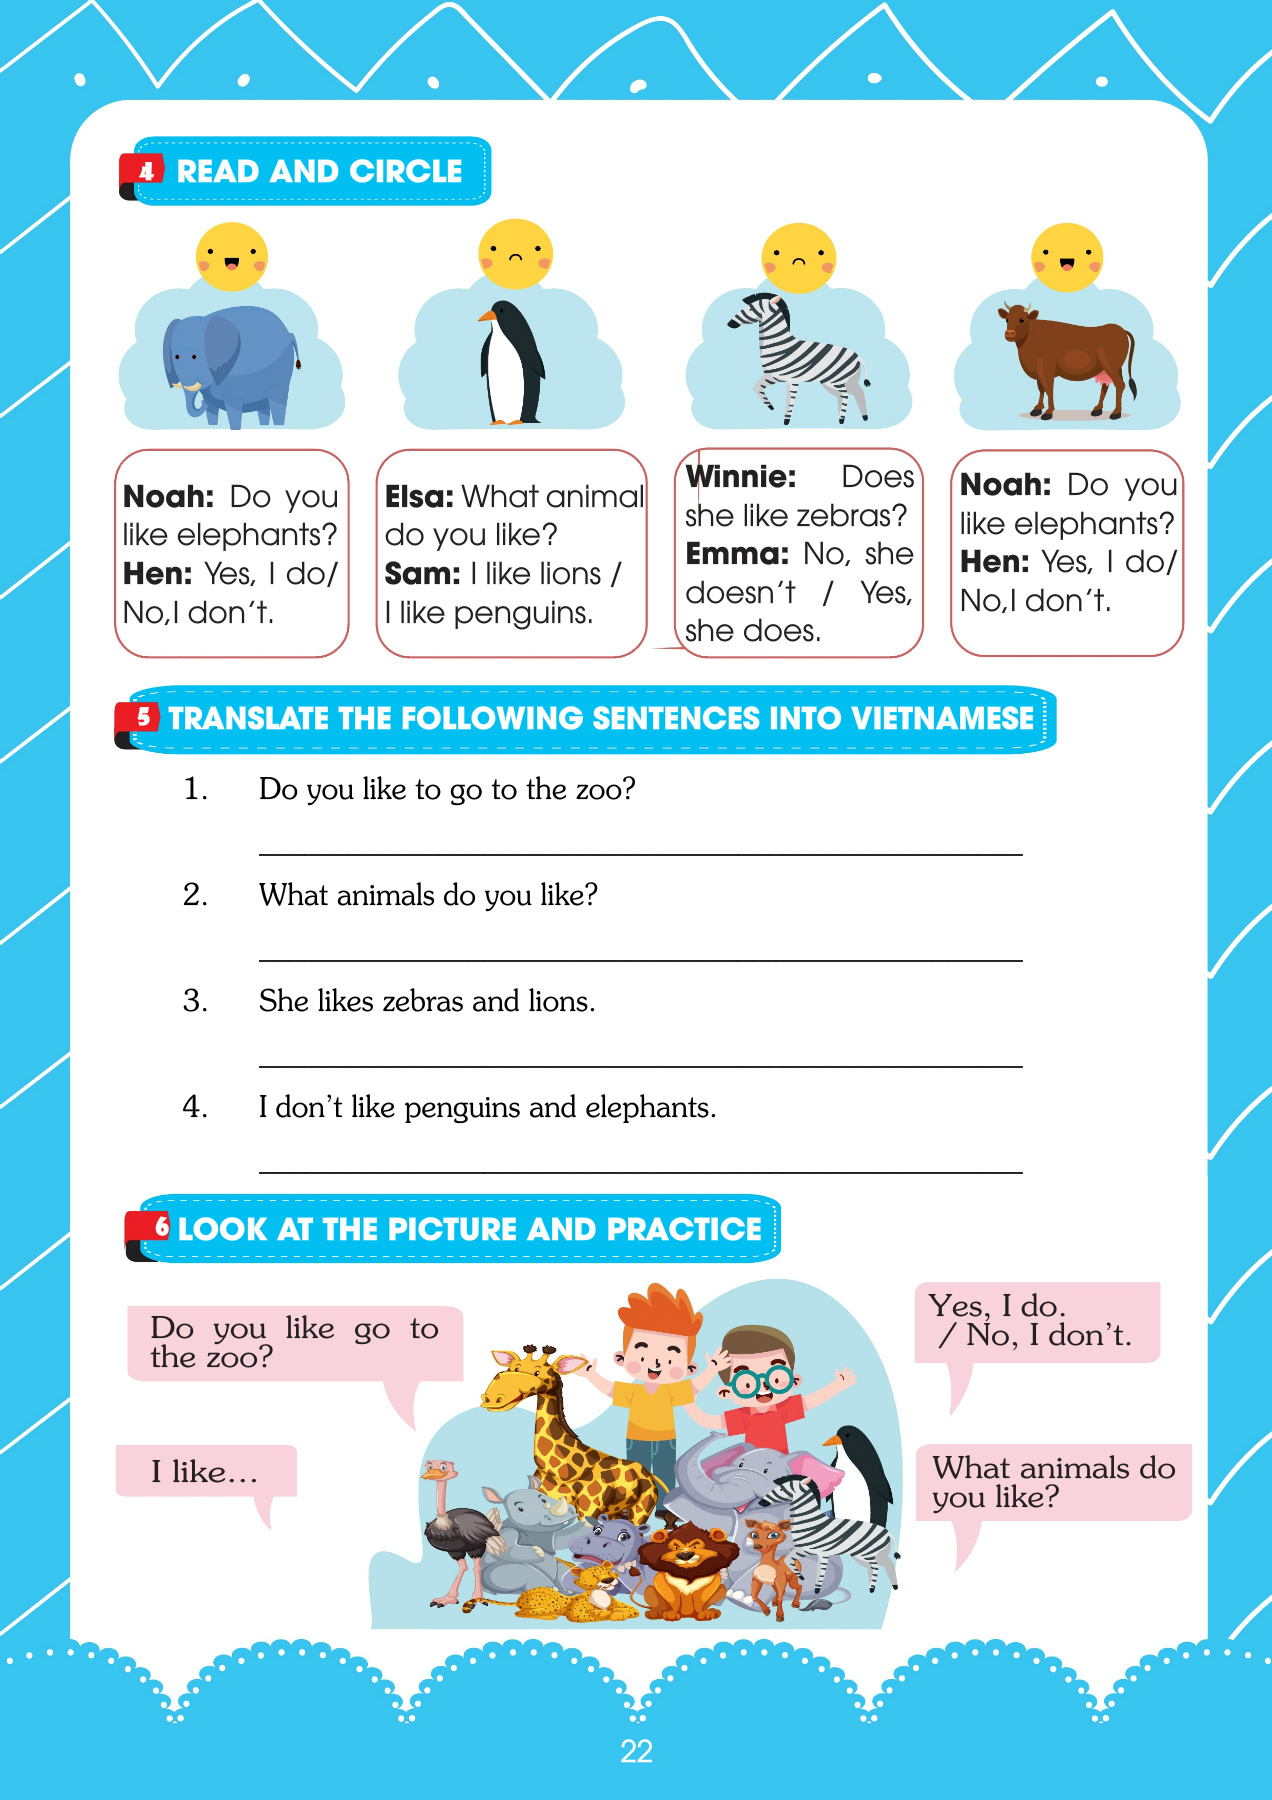 4 READ AND CIRCLE
Noah: Do you
like elephants?
Hen: Yes, I do/
No,I don't.
Elsa: What animal
do you like?
Sam: I like lions /
I like penguins.
Winnie: Does
she like zebras?
Emma: No, she
doesn't / Yes,
she does.
Noah: Do you
like elephants?
Hen: Yes, I do/
No,I don't.
5 TRANSLATE THE FOLLOWING SENTENCES INTO VIETNAMESE
1. Do you like to go to the zoo?
2. What animals do you like?
3. She likes zebras and lions.
4. I don't like penguins and elephants.
6 LOOK AT THE PICTURE AND PRACTICE
Do you like go to
the zoo?
Yes, I do.
/ No, I don't.
I like...
What animals do
you like?
22